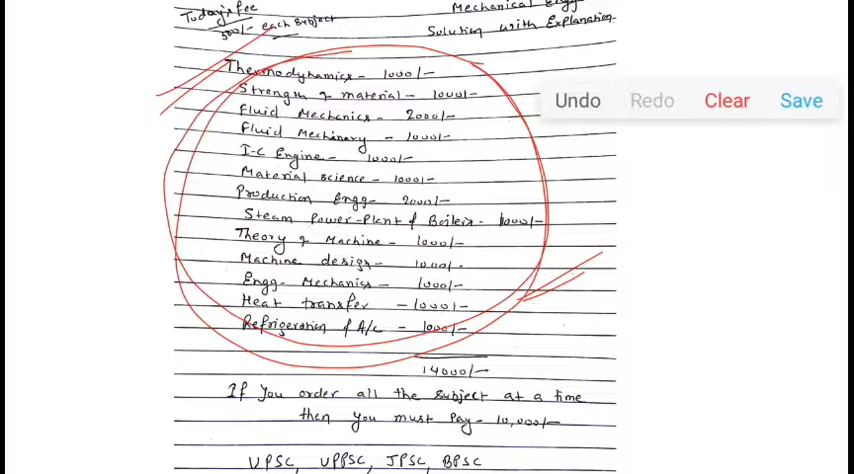 Today's fee
Mechanical Engg
500/- each subject
Solution with Explanation
Thermodynamics - 1000/-
Strength of material - 1000/-
Fluid Mechanics - 2000/-
Fluid Mechinary - 1000/-
I-C Engine - 1000/-
Material science - 1000/-
Production Engg - 2000/-
Steam Power-Plant & Boilers - 1000/-
Theory of Machine - 1000/-
Machine design - 1000/-
Engg- Mechanics - 1000/-
Heat transfer - 1000/-
Refrigeration & A/C - 1000/-
14000/-
If you order all the subject at a time
then you must pay - 10,000/-
UPSC, UPPSC, JPSC, BPSC
Undo Redo Clear Save